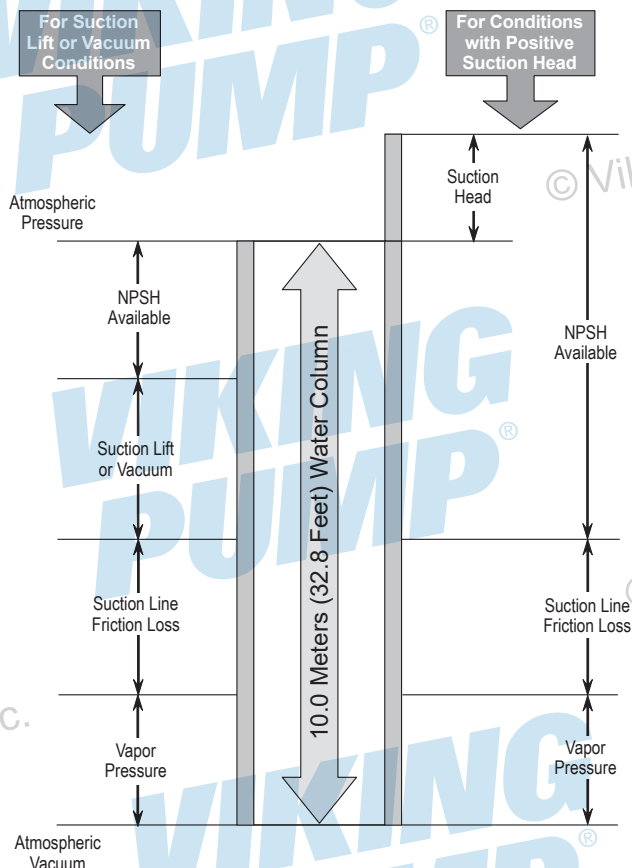 For Suction
Lift or Vacuum
Conditions
For Conditions
with Positive
Suction Head
VIKING
PUMP®
© Vik
Atmospheric
Pressure
Suction
Head
NPSH
Available
NPSH
Available
VIKING
PUMP®
Suction Lift
or Vacuum
10.0 Meters (32.8 Feet) Water Column
Suction Line
Friction Loss
Suction Line
Friction Loss
©
c.
Vapor
Pressure
Vapor
Pressure
VIKING
PUMP®
Atmospheric
Vacuum